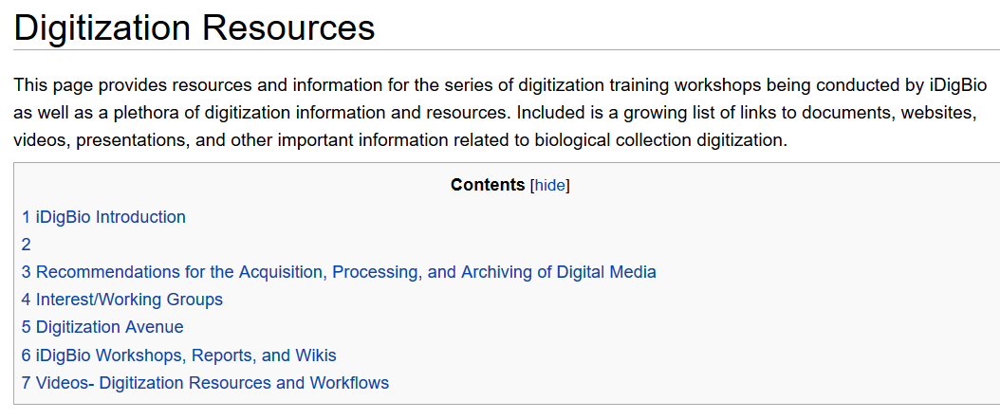 Digitization Resources
This page provides resources and information for the series of digitization training workshops being conducted by iDigBio
as well as a plethora of digitization information and resources. Included is a growing list of links to documents, websites,
videos, presentations, and other important information related to biological collection digitization.
Contents [hide]
1 iDigBio Introduction
2
3 Recommendations for the Acquisition, Processing, and Archiving of Digital Media
4 Interest/Working Groups
5 Digitization Avenue
6 iDigBio Workshops, Reports, and Wikis
7 Videos- Digitization Resources and Workflows